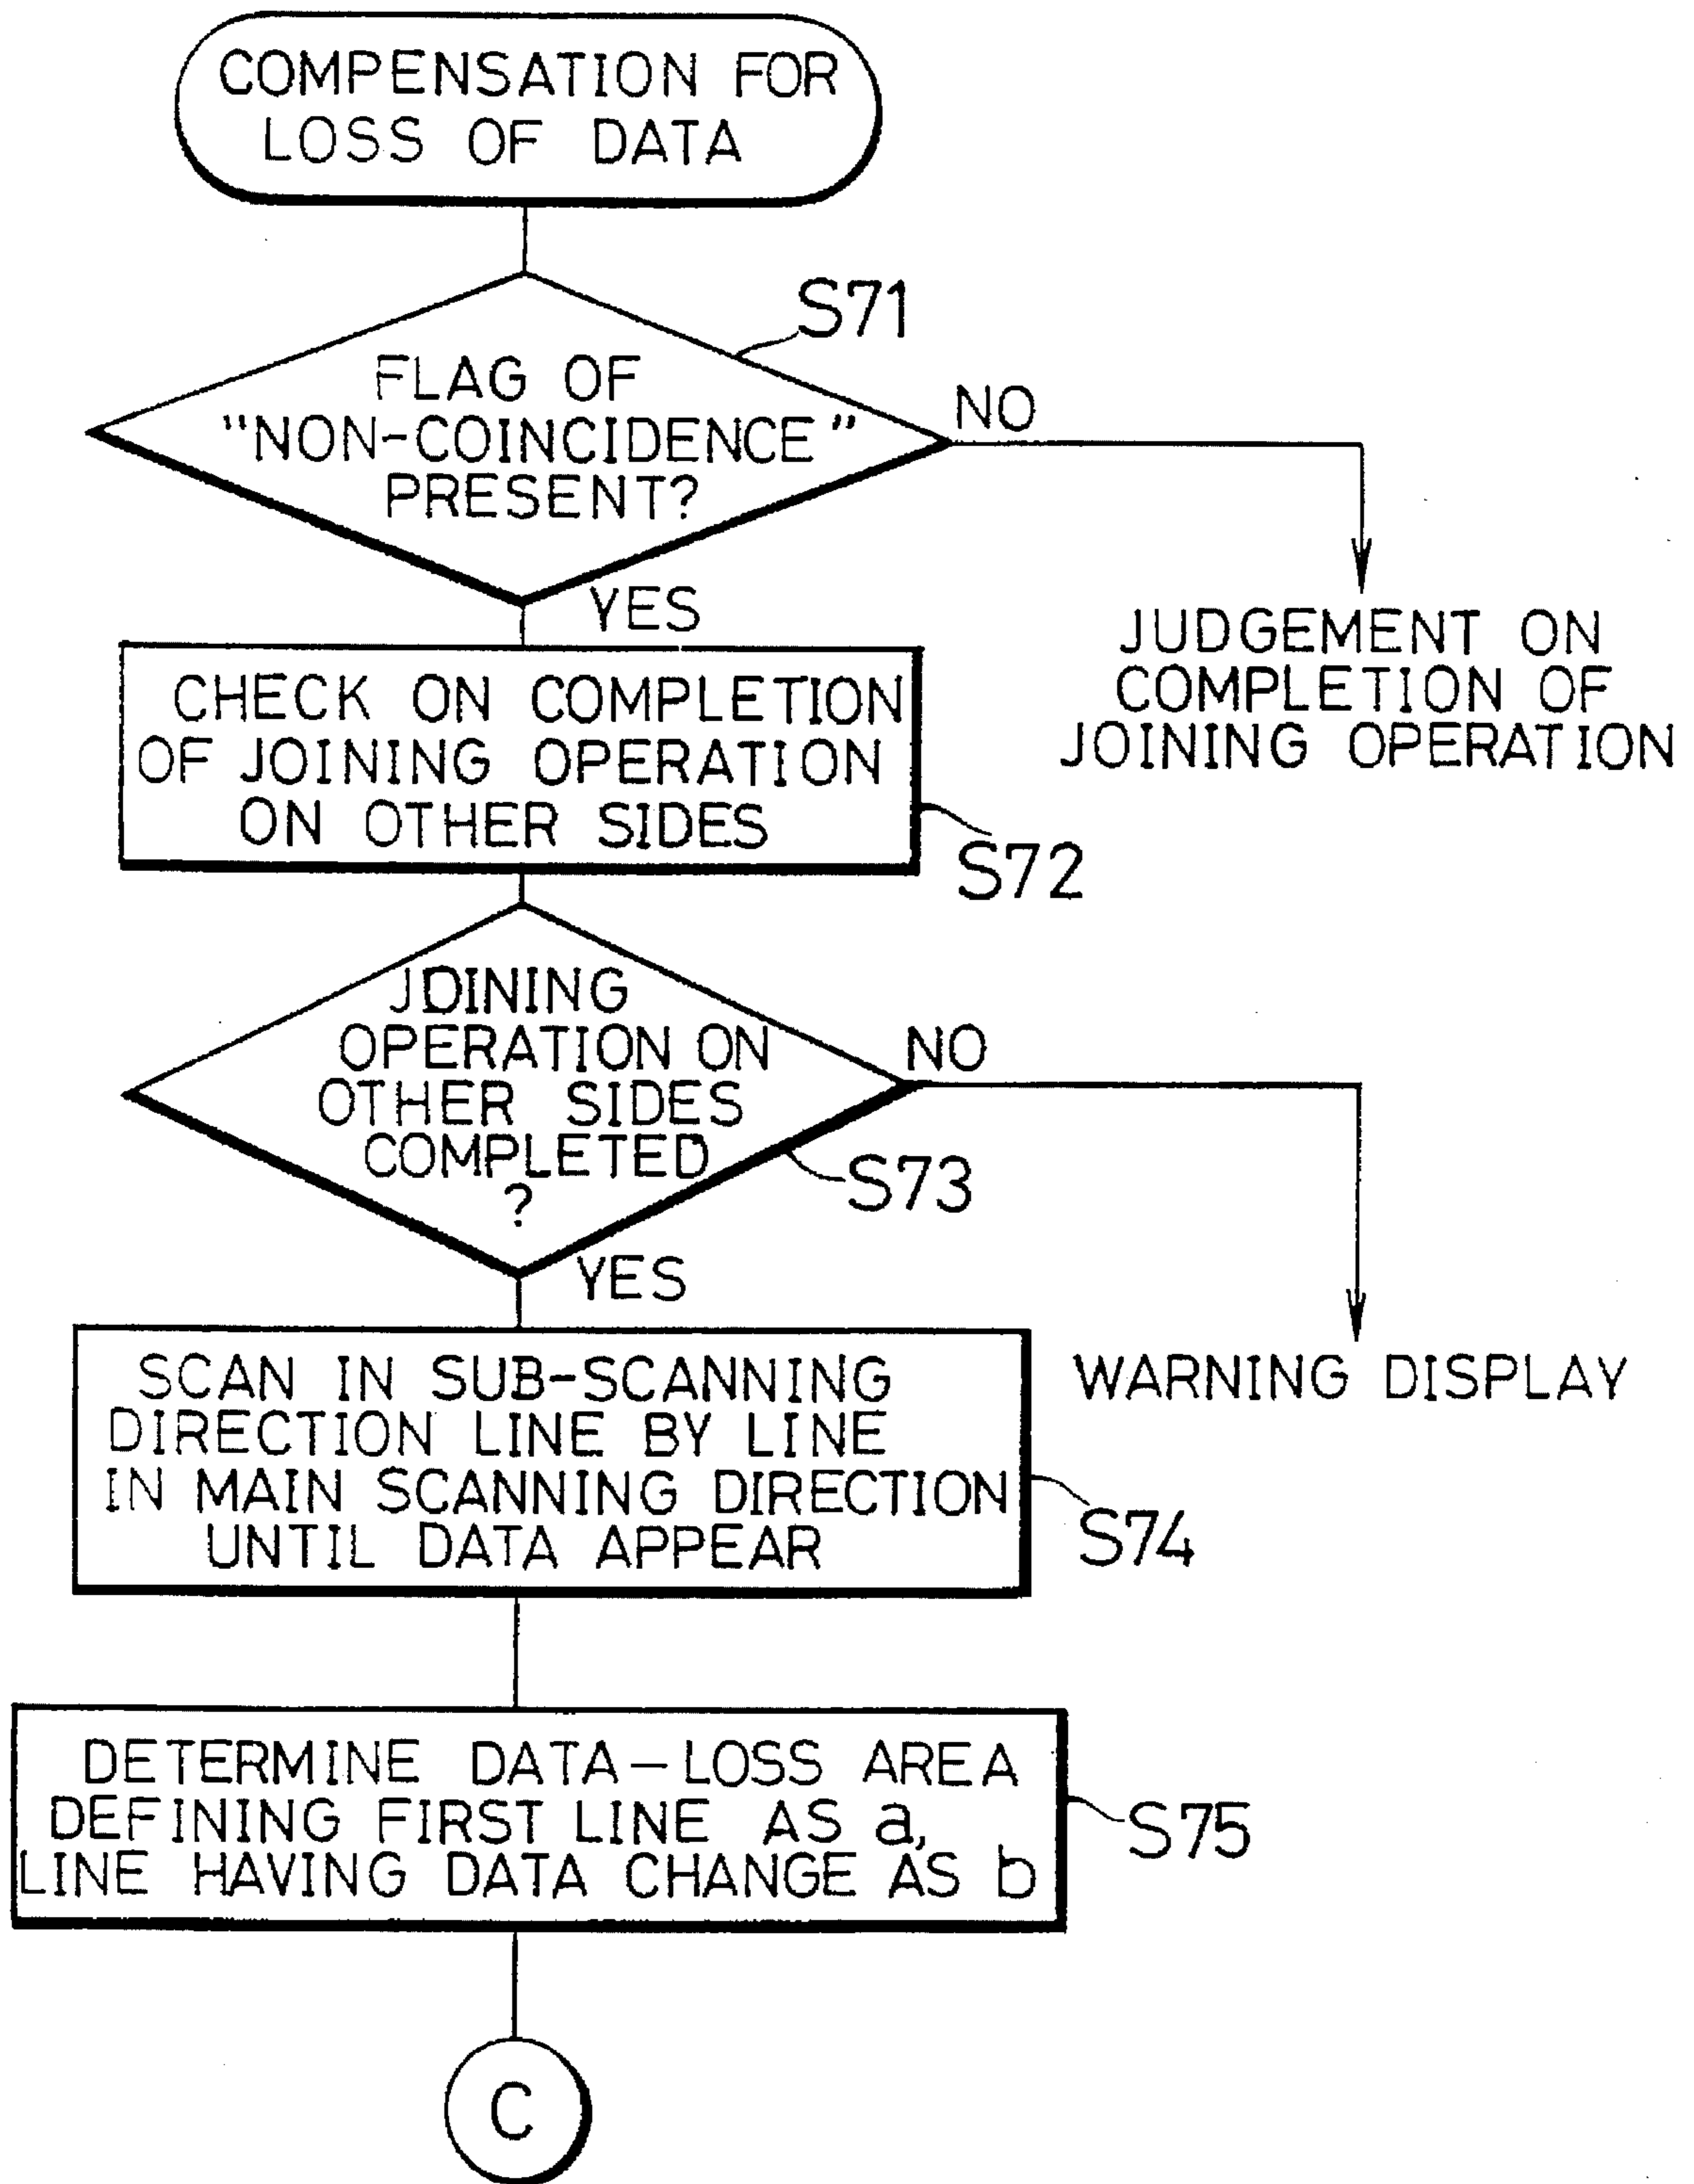 COMPENSATION FOR
LOSS OF DATA
S71
FLAG OF
"NON-COINCIDENCE"
PRESENT?
NO
YES
JUDGEMENT ON
COMPLETION OF
JOINING OPERATION
CHECK ON COMPLETION
OF JOINING OPERATION
ON OTHER SIDES
S72
JOINING
OPERATION ON
OTHER SIDES
COMPLETED
?
NO
S73
YES
WARNING DISPLAY
SCAN IN SUB-SCANNING
DIRECTION LINE BY LINE
IN MAIN SCANNING DIRECTION
UNTIL DATA APPEAR
S74
DETERMINE DATA-LOSS AREA
DEFINING FIRST LINE AS a,
LINE HAVING DATA CHANGE AS b
S75
C